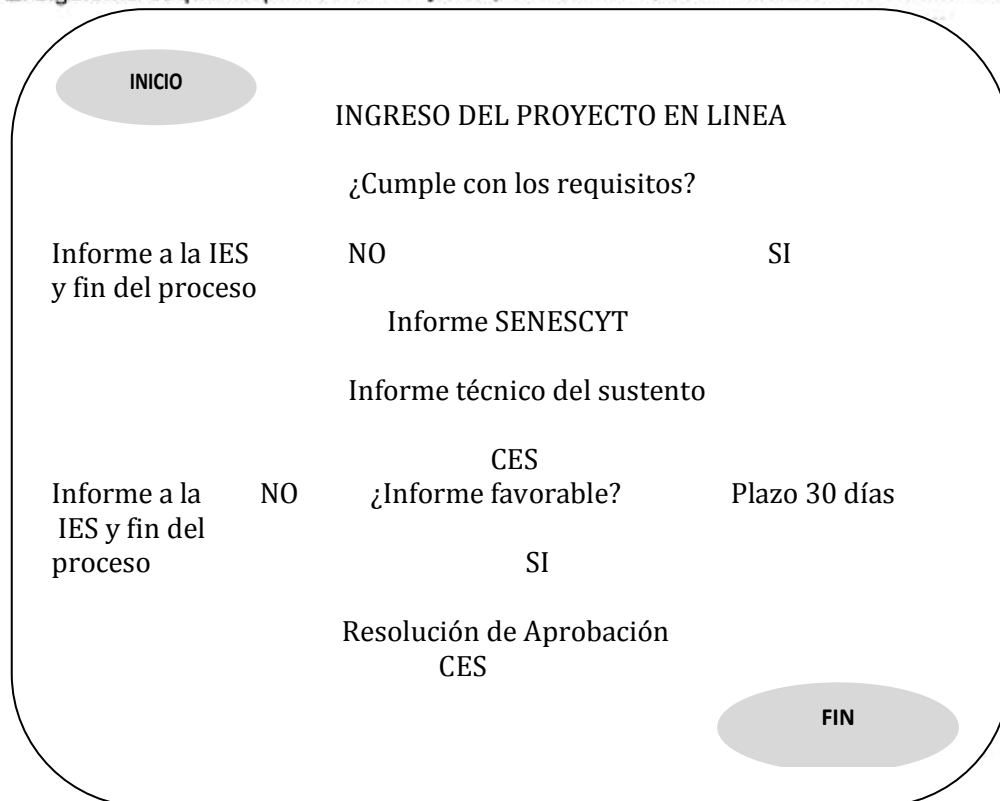 INICIO
INGRESO DEL PROYECTO EN LINEA
¿Cumple con los requisitos?
Informe a la IES NO SI
y fin del proceso
Informe SENESCYT
Informe técnico del sustento
CES
Informe a la NO ¿Informe favorable? Plazo 30 días
IES y fin del
proceso SI
Resolución de Aprobación
CES
FIN